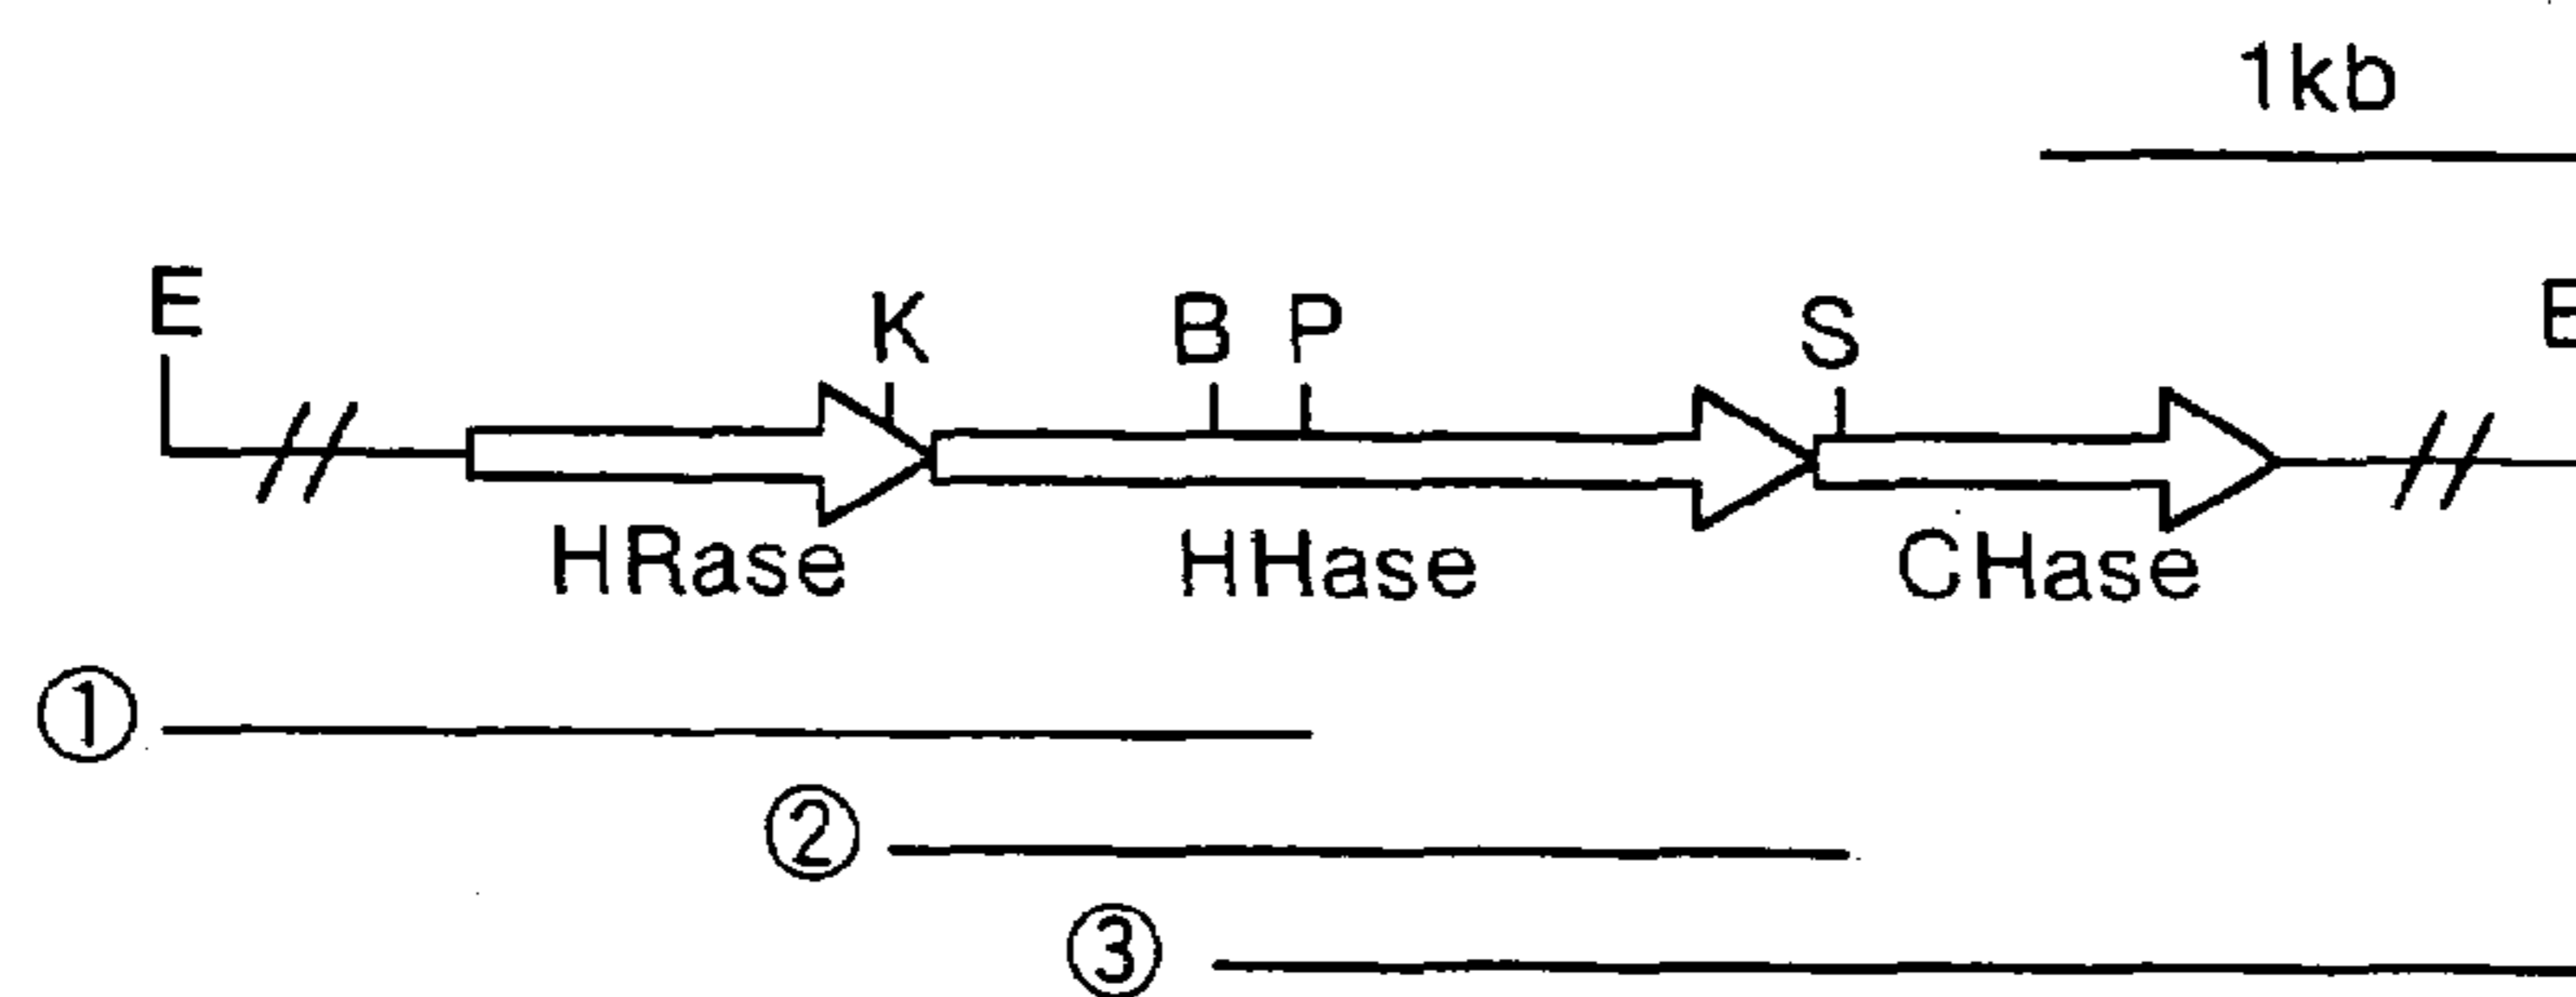 1kb
E K B P S E
HRase HHase CHase
①
②
③